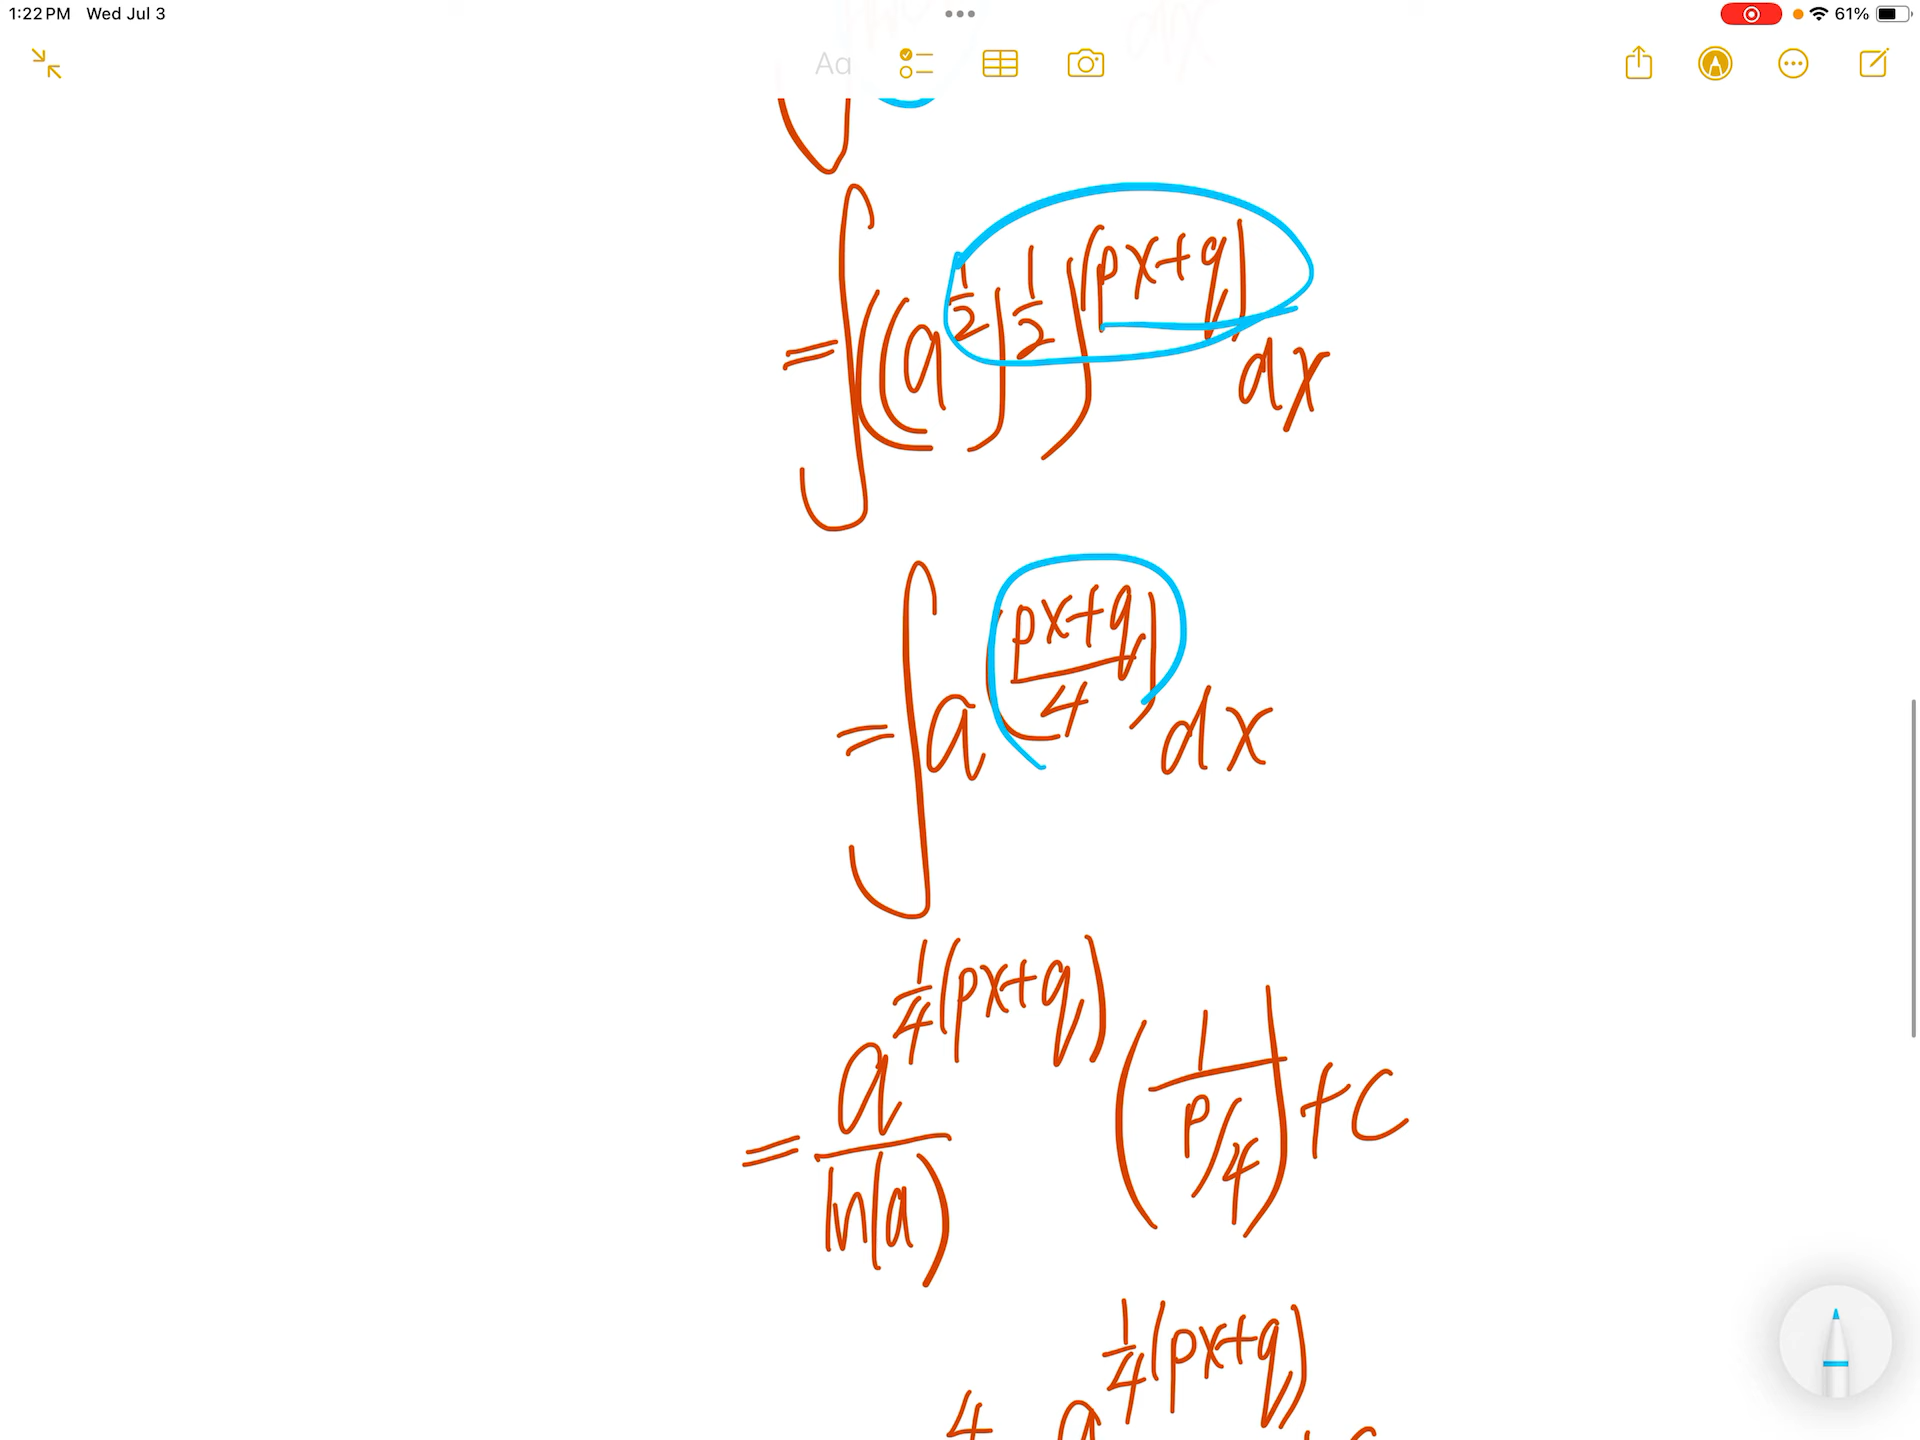 1:22 PM Wed Jul 3 61%
Aa
= ∫ ((a^(1/2))^(1/2))^(px+q) dx
= ∫ a^((px+q)/4) dx
= a^(1/4(px+q)) / ln(a) (1 / (p/4)) + C
4 a^(1/4(px+q))